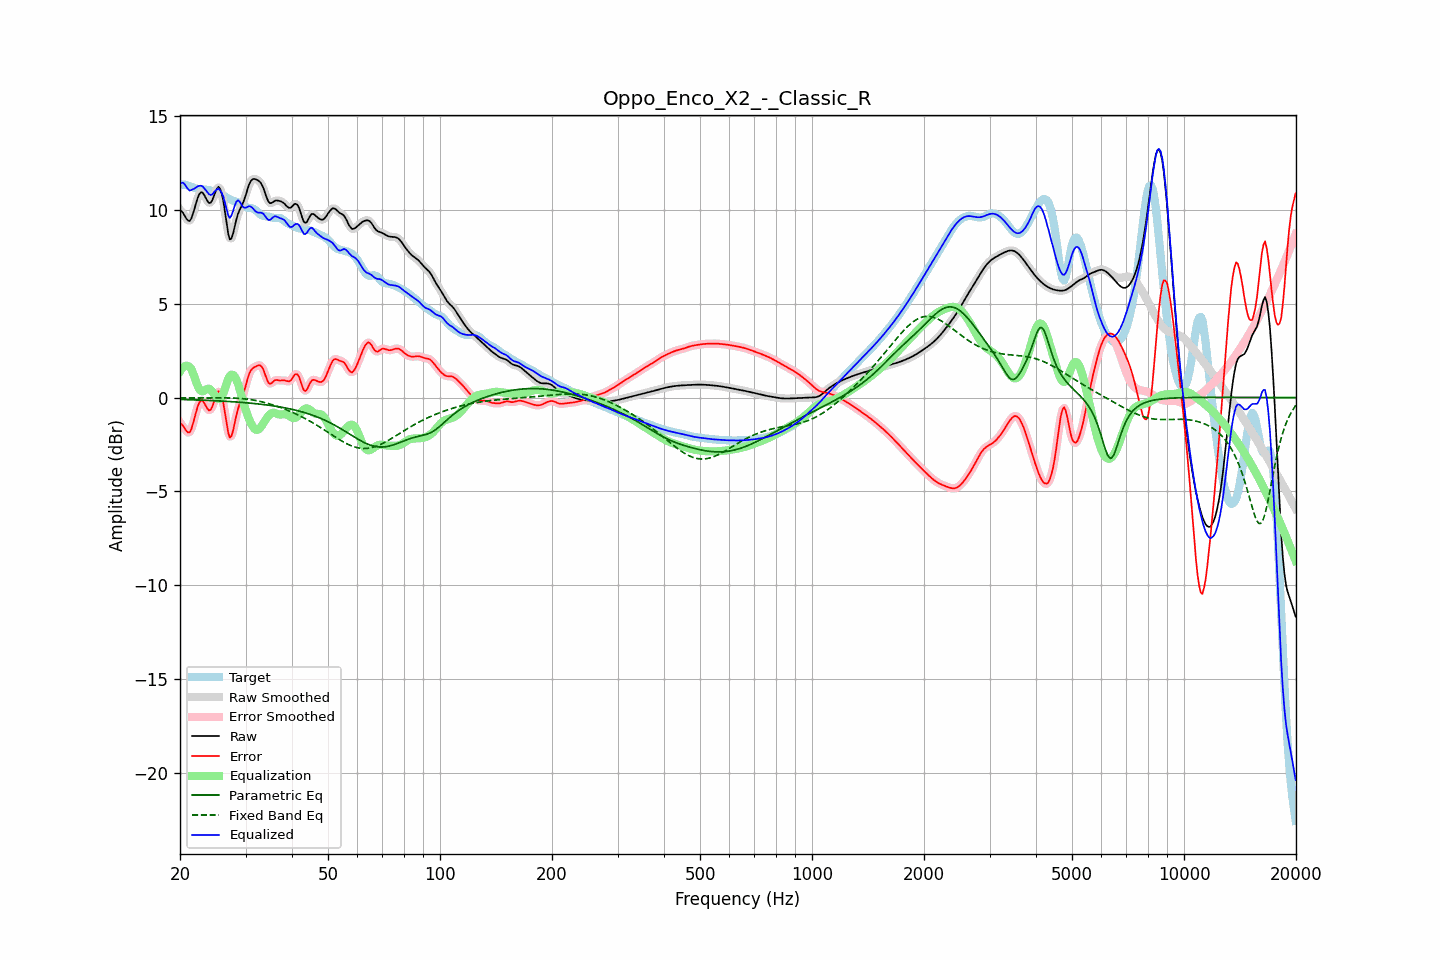 Oppo_Enco_X2_-_Classic_R
15
10
5
0
−5
−10
−15
−20
Amplitude (dBr)
Target
Raw Smoothed
Error Smoothed
Raw
Error
Equalization
Parametric Eq
Fixed Band Eq
Equalized
20 50 100 200 500 1000 2000 5000 10000 20000
Frequency (Hz)